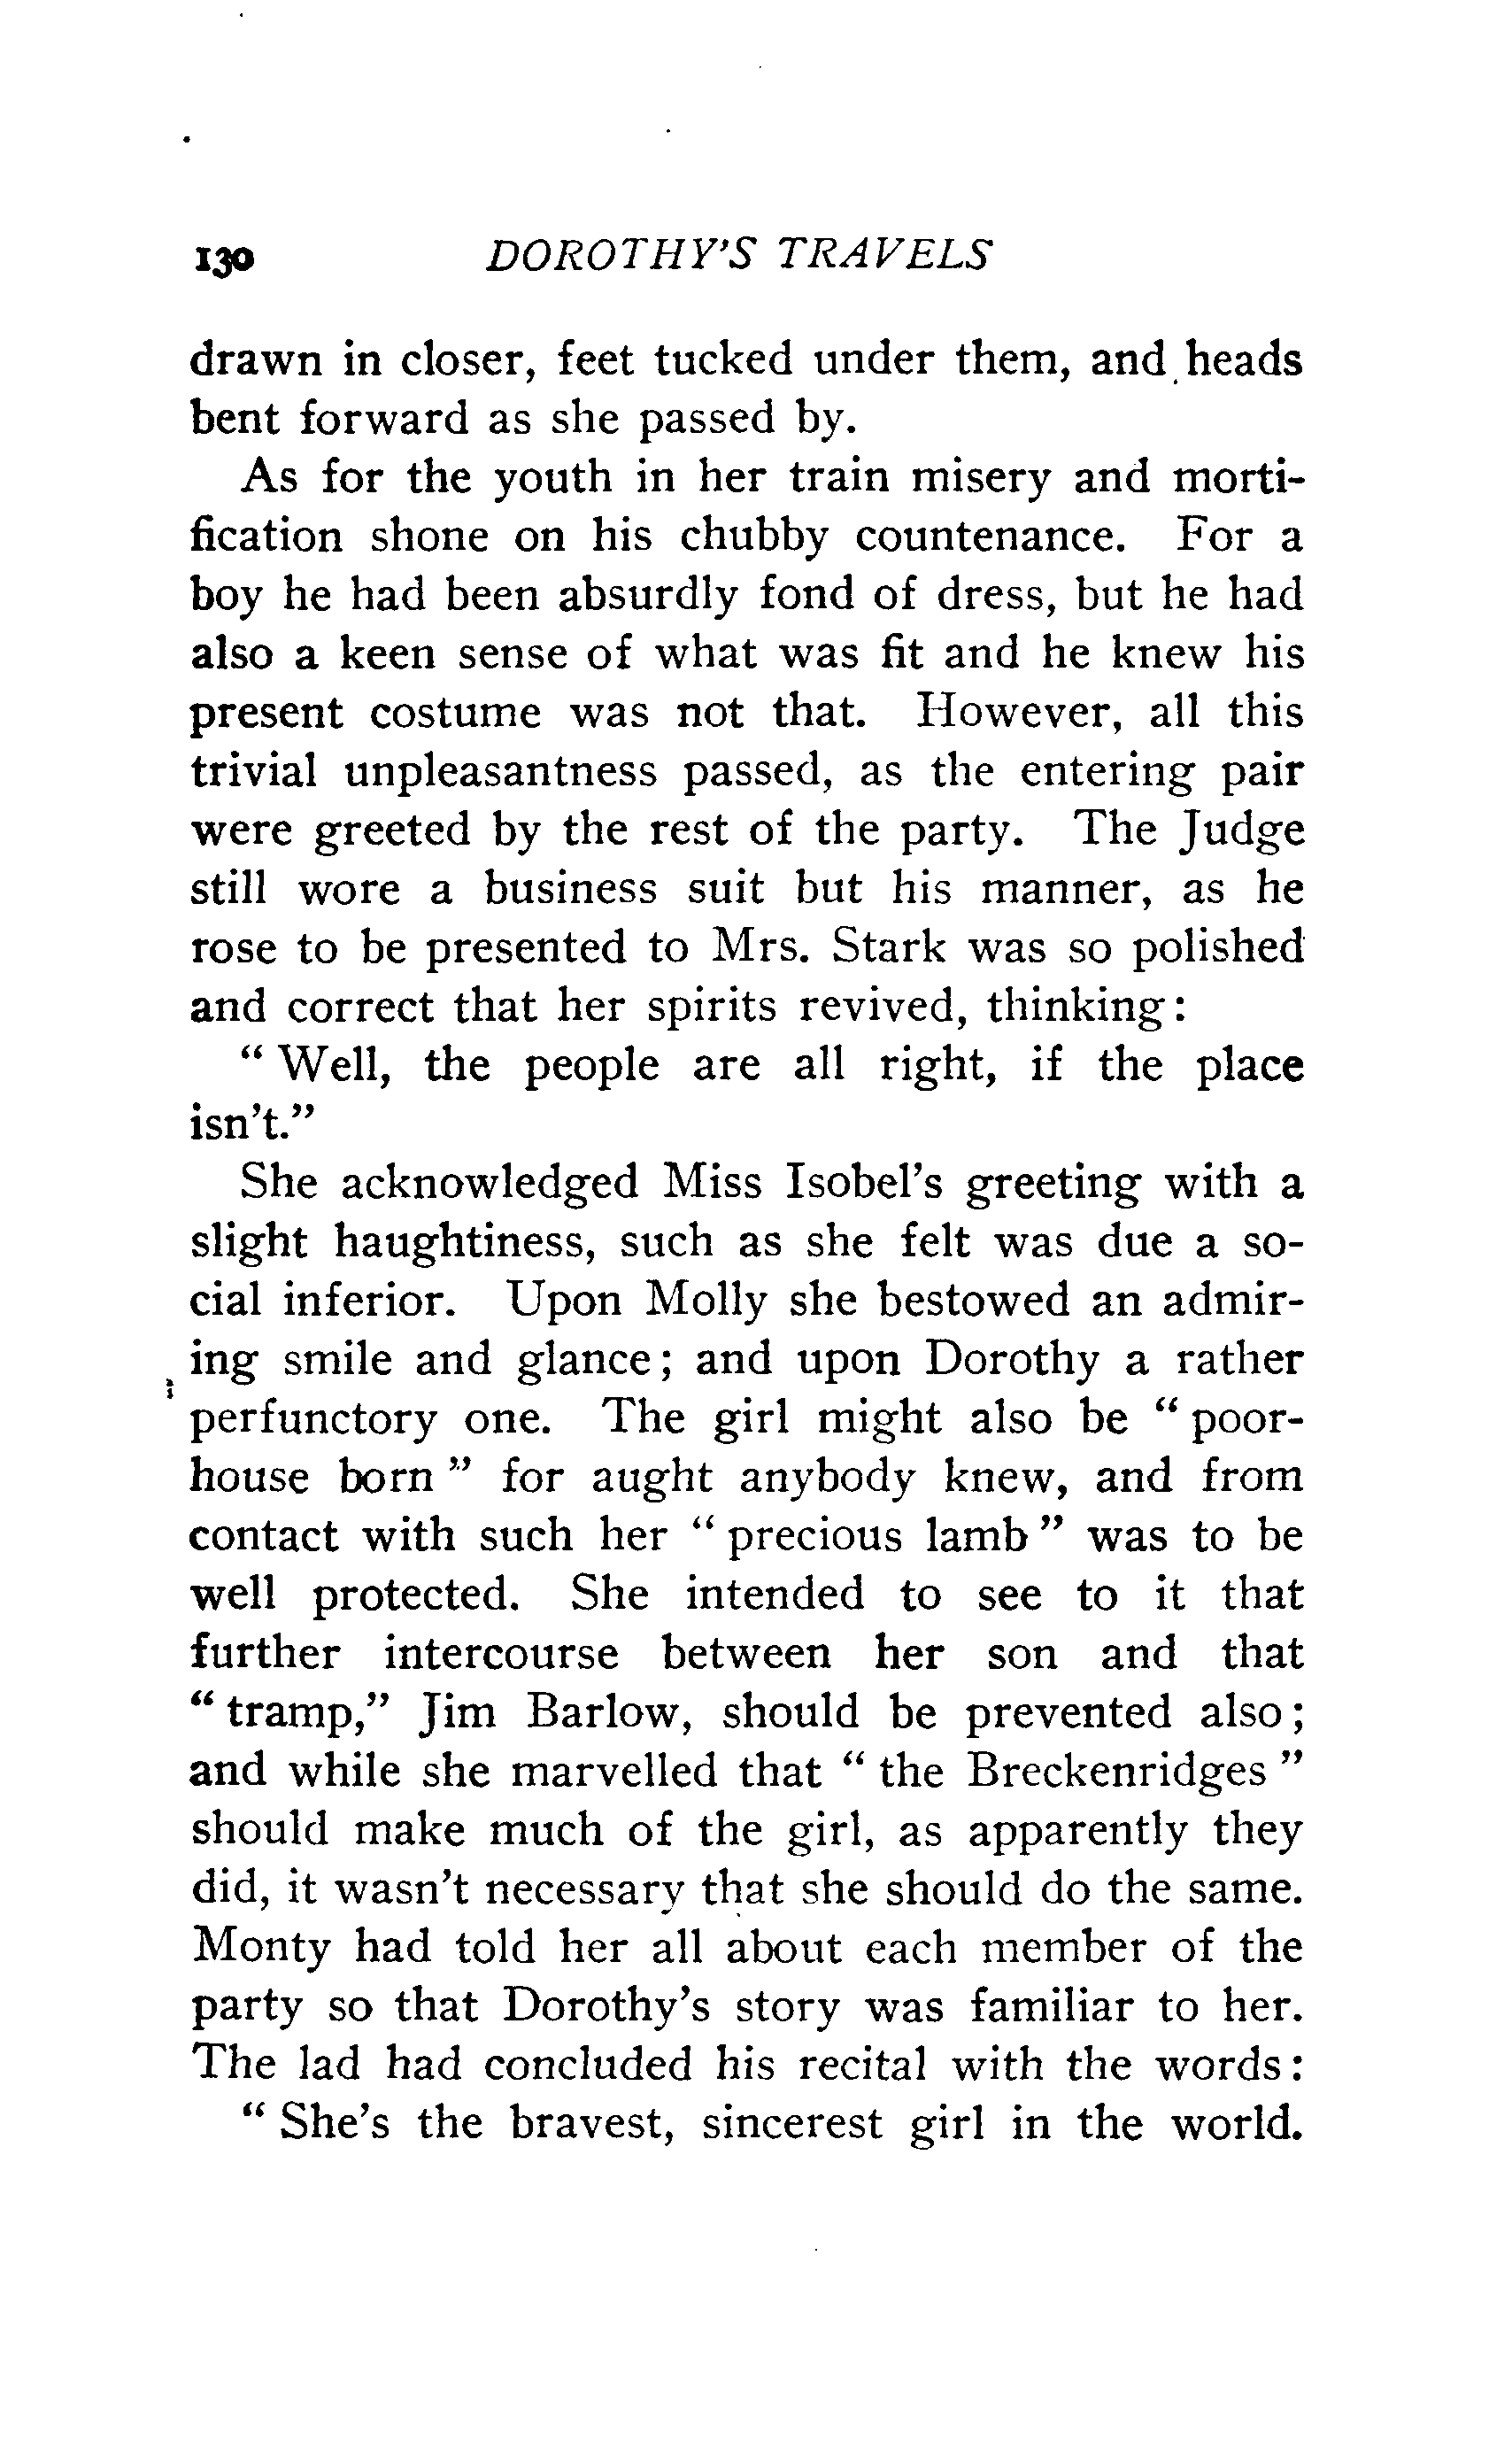 130 DOROTHY'S TRAVELS
drawn in closer, feet tucked under them, and heads
bent forward as she passed by.
As for the youth in her train misery and morti-
fication shone on his chubby countenance. For a
boy he had been absurdly fond of dress, but he had
also a keen sense of what was fit and he knew his
present costume was not that. However, all this
trivial unpleasantness passed, as the entering pair
were greeted by the rest of the party. The Judge
still wore a business suit but his manner, as he
rose to be presented to Mrs. Stark was so polished
and correct that her spirits revived, thinking:
" Well, the people are all right, if the place
isn't."
She acknowledged Miss Isobel's greeting with a
slight haughtiness, such as she felt was due a so-
cial inferior. Upon Molly she bestowed an admir-
ing smile and glance; and upon Dorothy a rather
perfunctory one. The girl might also be " poor-
house born " for aught anybody knew, and from
contact with such her " precious lamb " was to be
well protected. She intended to see to it that
further intercourse between her son and that
" tramp," Jim Barlow, should be prevented also;
and while she marvelled that " the Breckenridges "
should make much of the girl, as apparently they
did, it wasn't necessary that she should do the same.
Monty had told her all about each member of the
party so that Dorothy's story was familiar to her.
The lad had concluded his recital with the words:
" She's the bravest, sincerest girl in the world.